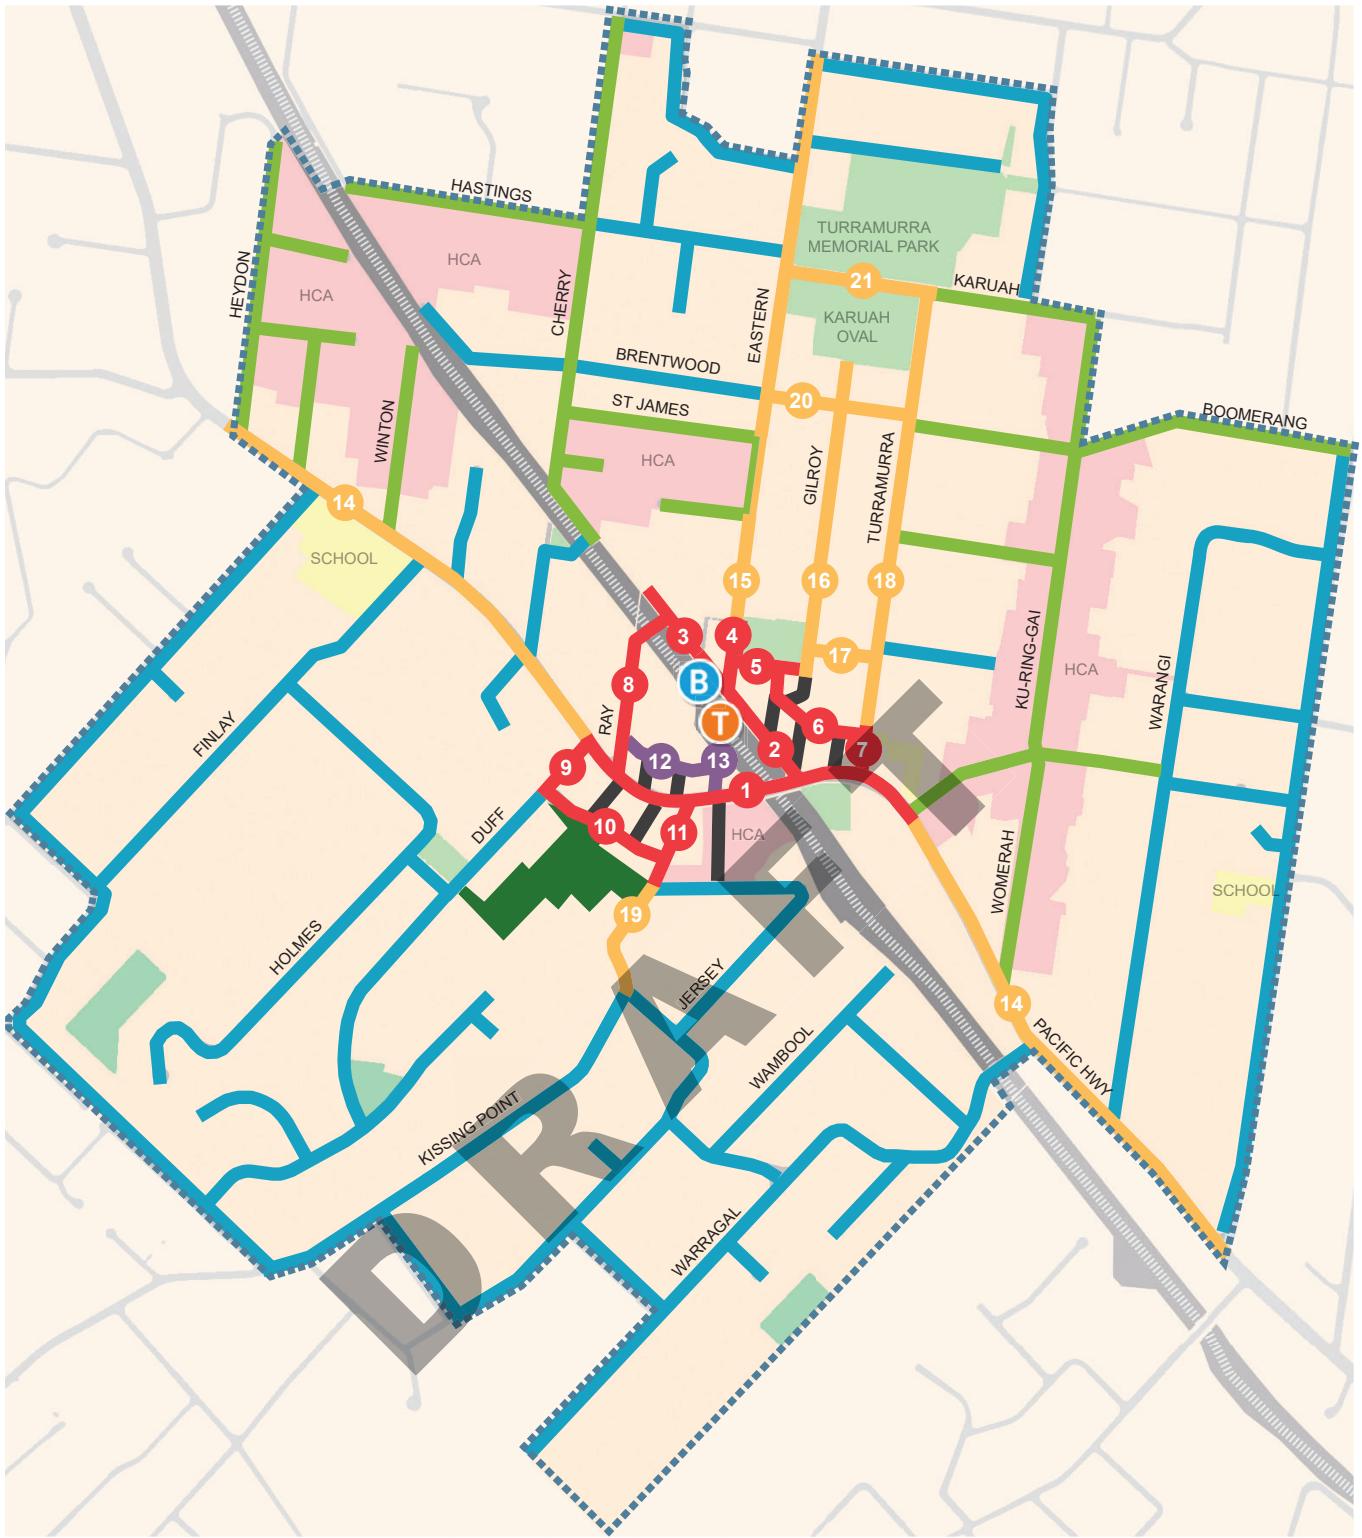 HASTINGS
TURRAMURRA
MEMORIAL PARK
HCA
HEYDON
HCA
CHERRY
21
KARUAH
EASTERN
KARUAH
OVAL
BRENTWOOD
20
ST JAMES
BOOMERANG
WINTON
HCA
GILROY
TURRAMURRA
14
SCHOOL
15
16
18
3
4
5
17
KU-RING-GAI
HCA
8
B
WARANGI
RAY
T
6
FINLAY
9
12
13
2
7
1
DUFF
10
11
HCA
WOMERAH
SCHOOL
19
HOLMES
JERSEY
14
PACIFIC HWY
WAMBOOL
KISSING POINT
WARRAGAL
DRAFT